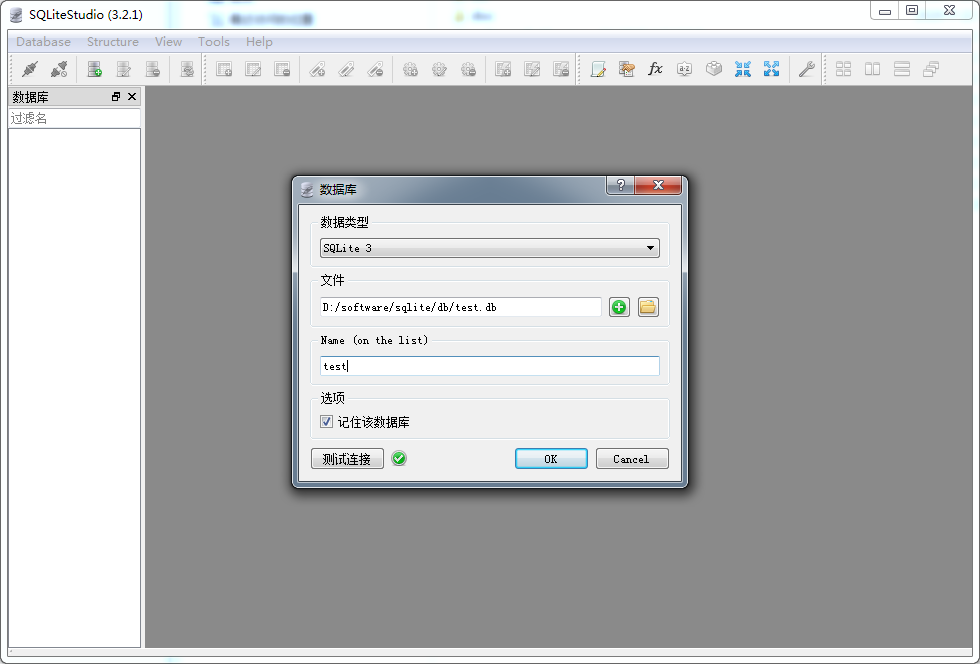 SQLiteStudio (3.2.1)
Database Structure View Tools Help
fx
a-z
数据库
过滤名
数据库
?
数据类型
SQLite 3
文件
D:/software/sqlite/db/test.db
Name (on the list)
test
选项
记住该数据库
测试连接 OK Cancel